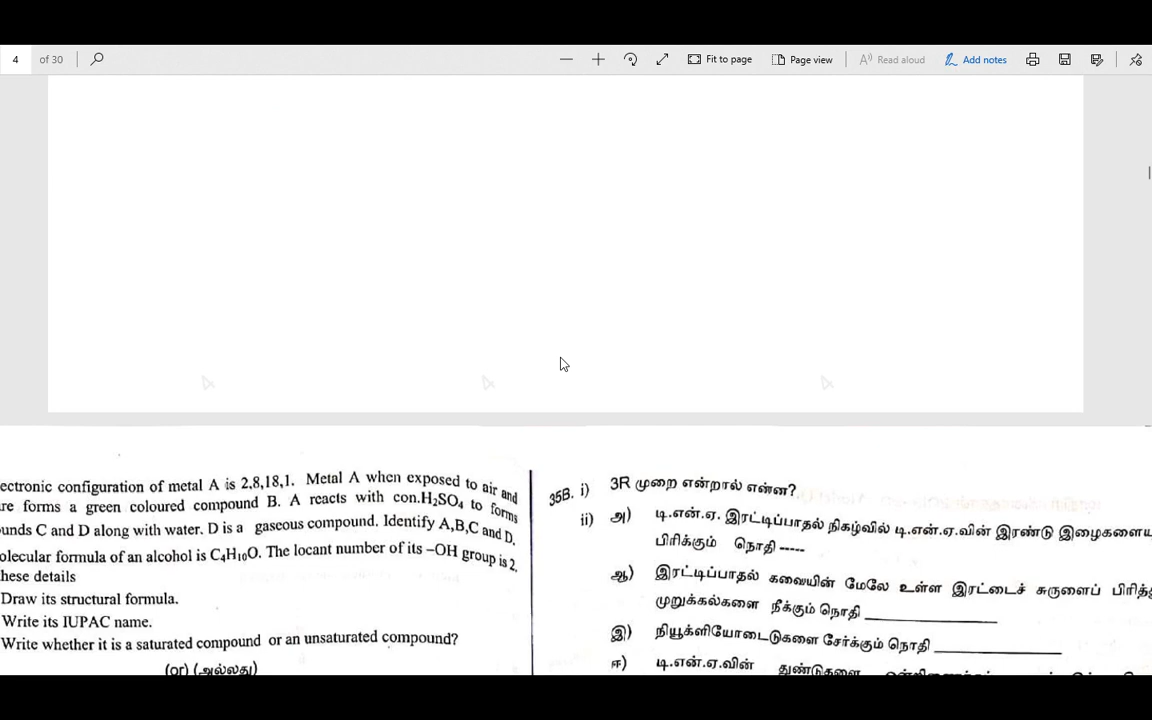 4 of 30 Fit to page Page view Read aloud Add notes
ectronic configuration of metal A is 2,8,18,1. Metal A when exposed to air and
re forms a green coloured compound B. A reacts with con.H₂SO₄ to forms
unds C and D along with water. D is a gaseous compound. Identify A,B,C and D.
olecular formula of an alcohol is C₄H₁₀O. The locant number of its –OH group is 2.
hese details
Draw its structural formula.
Write its IUPAC name.
Write whether it is a saturated compound or an unsaturated compound?
(or) (அல்லது)
35B. i) 3R முறை என்றால் என்ன?
ii) அ) டி.என்.ஏ. இரட்டிப்பாதல் நிகழ்வில் டி.என்.ஏ.வின் இரண்டு இழைகளைய
பிரிக்கும் நொதி -----
ஆ) இரட்டிப்பாதல் கவையின் மேலே உள்ள இரட்டைச் சுருளைப் பிரித்
முறுக்கல்களை நீக்கும் நொதி
இ) நியூக்ளியோடைடுகளை சேர்க்கும் நொதி
ஈ) டி.என்.ஏ.வின் துண்டுகளை